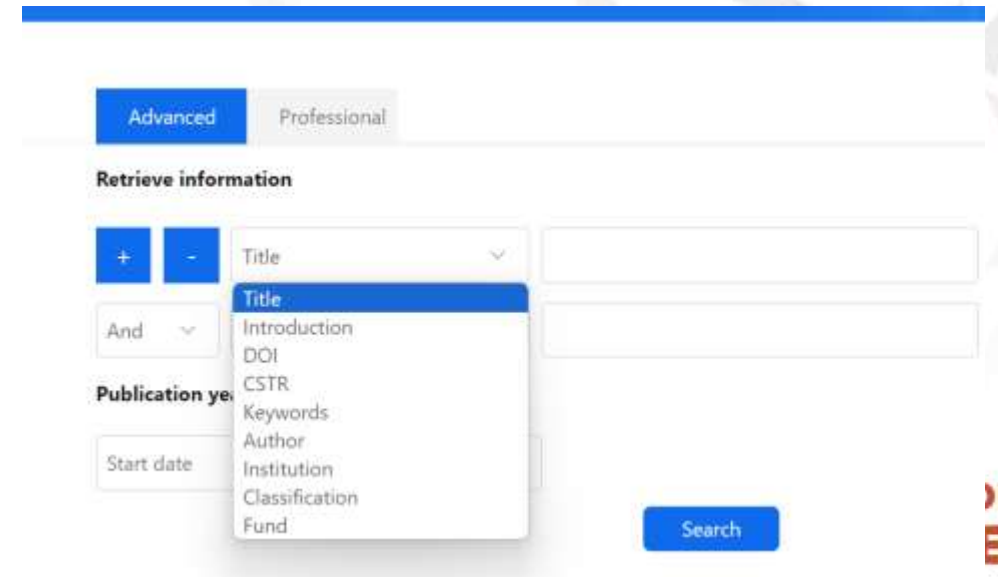 Advanced Professional
Retrieve information
+ - Title
Title
Introduction
And
DOI
CSTR
Publication
Keywords
Author
Start date
Institution
Classification
Fund
Search